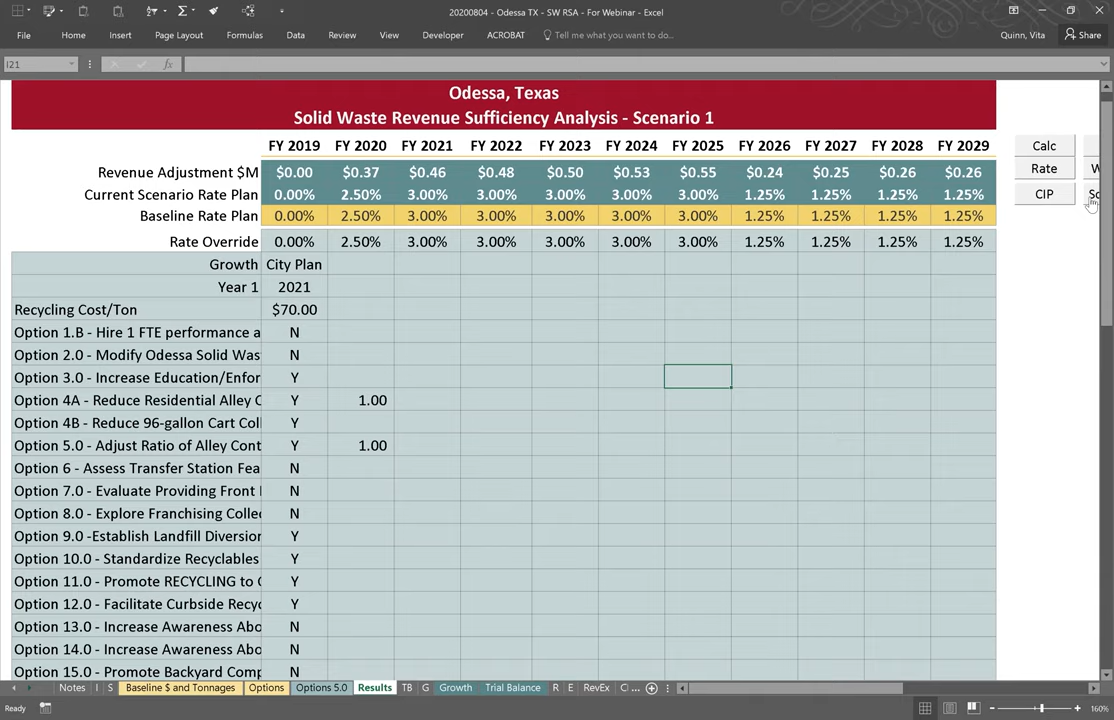 20200804 - Odessa TX - SW RSA - For Webinar - Excel
File Home Insert Page Layout Formulas Data Review View Developer ACROBAT Tell me what you want to do... Quinn, Vita Share
I21 fx
Odessa, Texas
Solid Waste Revenue Sufficiency Analysis - Scenario 1
FY 2019 FY 2020 FY 2021 FY 2022 FY 2023 FY 2024 FY 2025 FY 2026 FY 2027 FY 2028 FY 2029 Calc
Revenue Adjustment $M $0.00 $0.37 $0.46 $0.48 $0.50 $0.53 $0.55 $0.24 $0.25 $0.26 $0.26 Rate W
Current Scenario Rate Plan 0.00% 2.50% 3.00% 3.00% 3.00% 3.00% 3.00% 1.25% 1.25% 1.25% 1.25% CIP
Baseline Rate Plan 0.00% 2.50% 3.00% 3.00% 3.00% 3.00% 3.00% 1.25% 1.25% 1.25% 1.25%
Rate Override 0.00% 2.50% 3.00% 3.00% 3.00% 3.00% 3.00% 1.25% 1.25% 1.25% 1.25%
Growth City Plan
Year 1 2021
Recycling Cost/Ton $70.00
Option 1.B - Hire 1 FTE performance a N
Option 2.0 - Modify Odessa Solid Was N
Option 3.0 - Increase Education/Enfor Y
Option 4A - Reduce Residential Alley C Y 1.00
Option 4B - Reduce 96-gallon Cart Col Y
Option 5.0 - Adjust Ratio of Alley Cont Y 1.00
Option 6 - Assess Transfer Station Fea N
Option 7.0 - Evaluate Providing Front N
Option 8.0 - Explore Franchising Colle N
Option 9.0 -Establish Landfill Diversion Y
Option 10.0 - Standardize Recyclables Y
Option 11.0 - Promote RECYCLING to Y
Option 12.0 - Facilitate Curbside Recyc Y
Option 13.0 - Increase Awareness Abo N
Option 14.0 - Increase Awareness Abo N
Option 15.0 - Promote Backyard Comp N
Notes I S Baseline $ and Tonnages Options Options 5.0 Results TB G Growth Trial Balance R E RevEx ...
Ready 160%